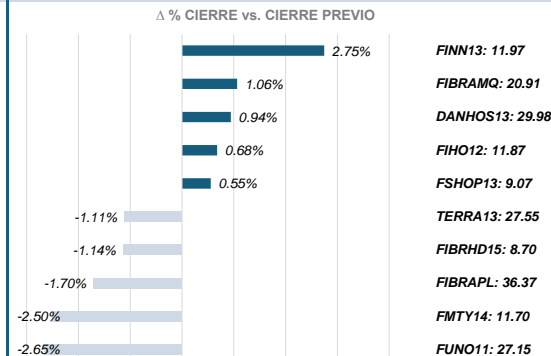 Δ % CIERRE vs. CIERRE PREVIO
2.75% FINN13: 11.97
1.06% FIBRAMQ: 20.91
0.94% DANHOS13: 29.98
0.68% FIHO12: 11.87
0.55% FSHOP13: 9.07
-1.11% TERRA13: 27.55
-1.14% FIBRHD15: 8.70
-1.70% FIBRAPL: 36.37
-2.50% FMTY14: 11.70
-2.65% FUNO11: 27.15